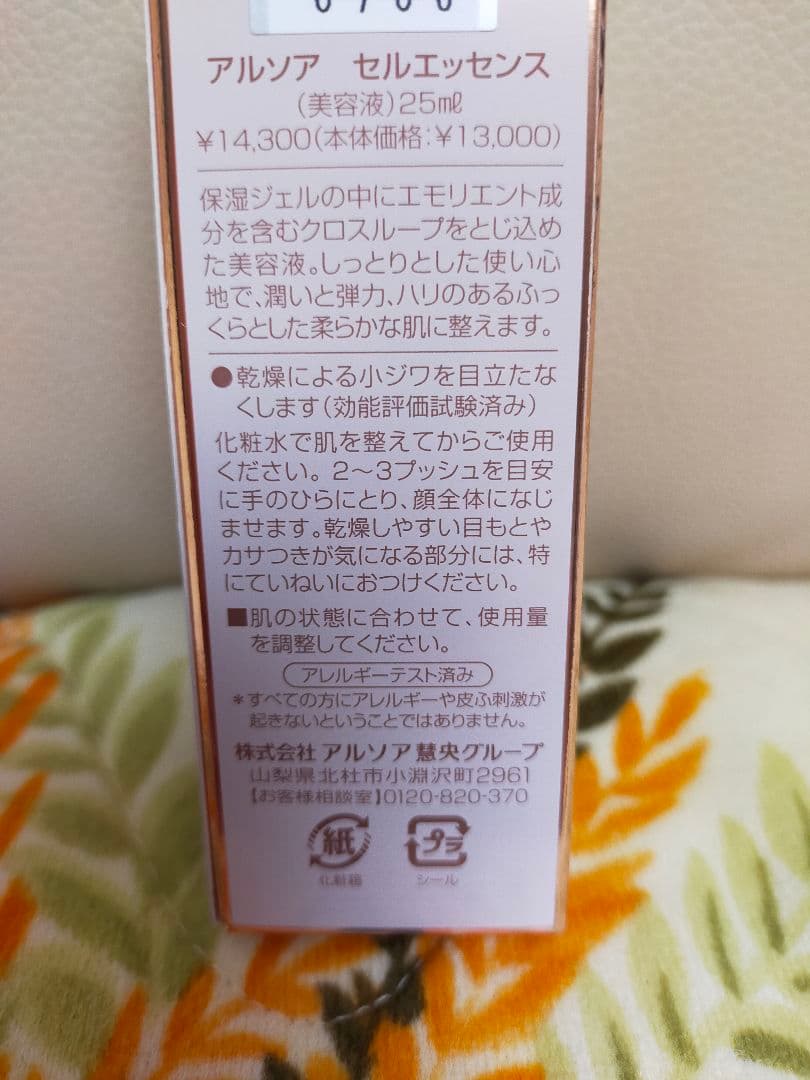 アルソア　セルエッセンス
（美容液）25㎖
¥14,300（本体価格：¥13,000）
保湿ジェルの中にエモリエント成
分を含むクロスループをとじ込め
た美容液。しっとりとした使い心
地で、潤いと弾力、ハリのあるふっ
くらとした柔らかな肌に整えます。
●乾燥による小ジワを目立たな
くします（効能評価試験済み）
化粧水で肌を整えてからご使用
ください。2〜3プッシュを目安
に手のひらにとり、顔全体になじ
ませます。乾燥しやすい目もとや
カサつきが気になる部分には、特
にていねいにおつけください。
■肌の状態に合わせて、使用量
を調整してください。
アレルギーテスト済み
＊すべての方にアレルギーや皮ふ刺激が
起きないということではありません。
株式会社 アルソア 慧央グループ
山梨県北杜市小淵沢町2961
【お客様相談室】0120-820-370
紙 プラ
化粧箱 シール